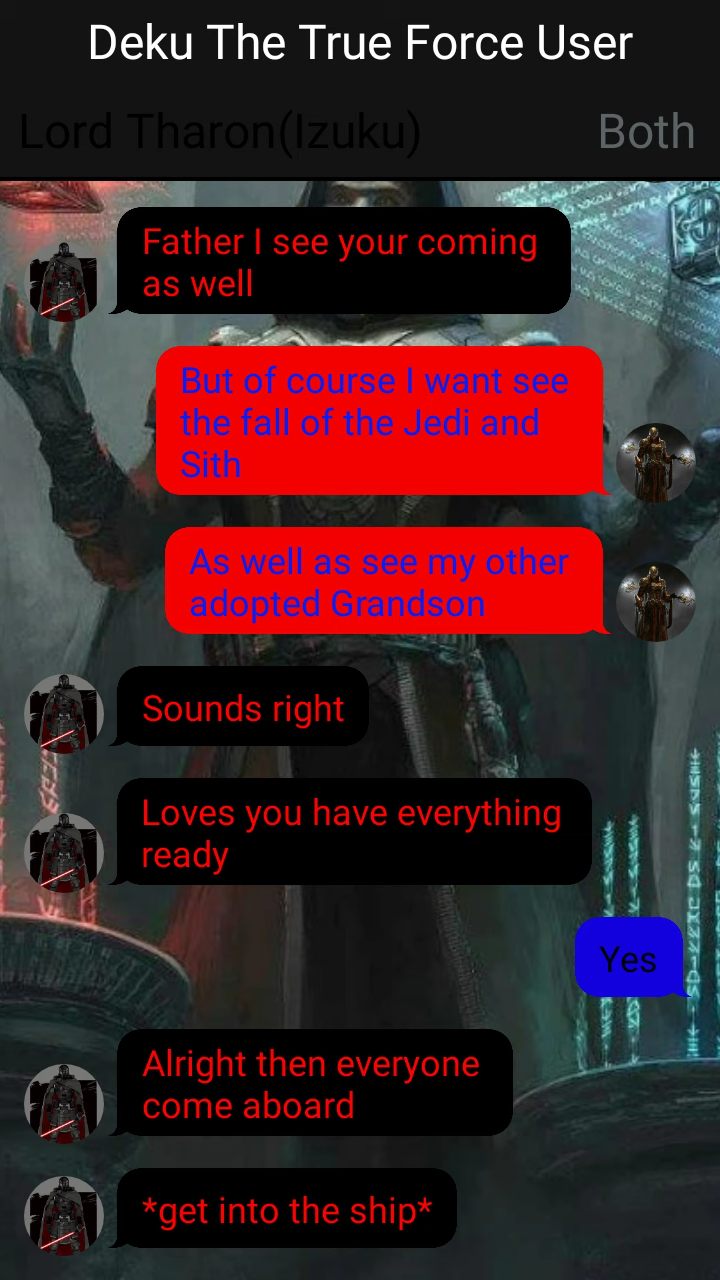 Deku The True Force User
Lord Tharon(Izuku)
Both
Father I see your coming
as well
But of course I want see
the fall of the Jedi and
Sith
As well as see my other
adopted Grandson
Sounds right
Loves you have everything
ready
Yes
Alright then everyone
come aboard
*get into the ship*